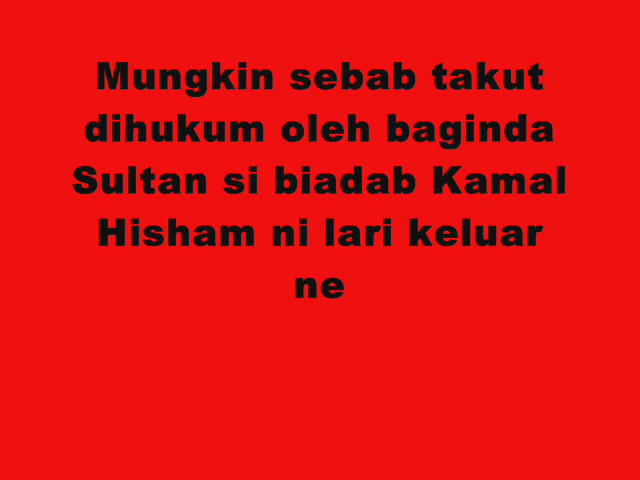 Mungkin sebab takut
dihukum oleh baginda
Sultan si biadab Kamal
Hisham ni lari keluar
ne